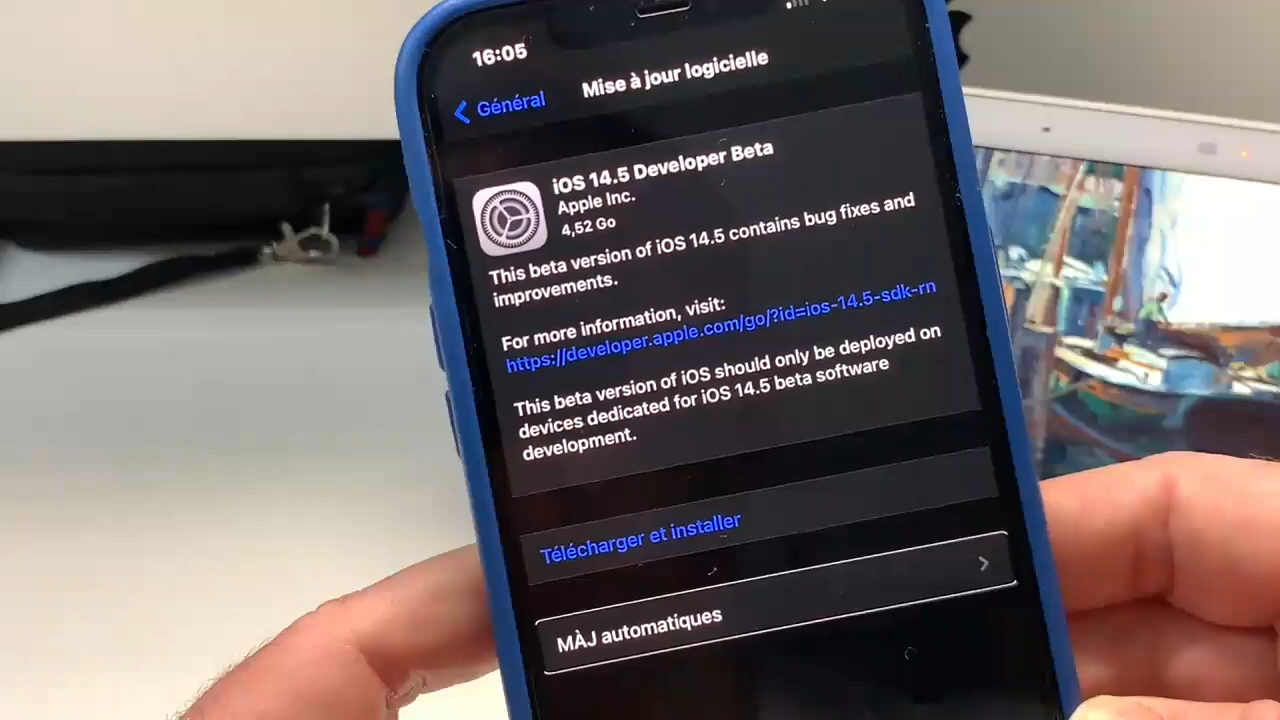 16:05
Général
Mise à jour logicielle
iOS 14.5 Developer Beta
Apple Inc.
4,52 Go
This beta version of iOS 14.5 contains bug fixes and
improvements.
For more information, visit:
https://developer.apple.com/go/?id=ios-14.5-sdk-rn
This beta version of iOS should only be deployed on
devices dedicated for iOS 14.5 beta software
development.
Télécharger et installer
MÀJ automatiques